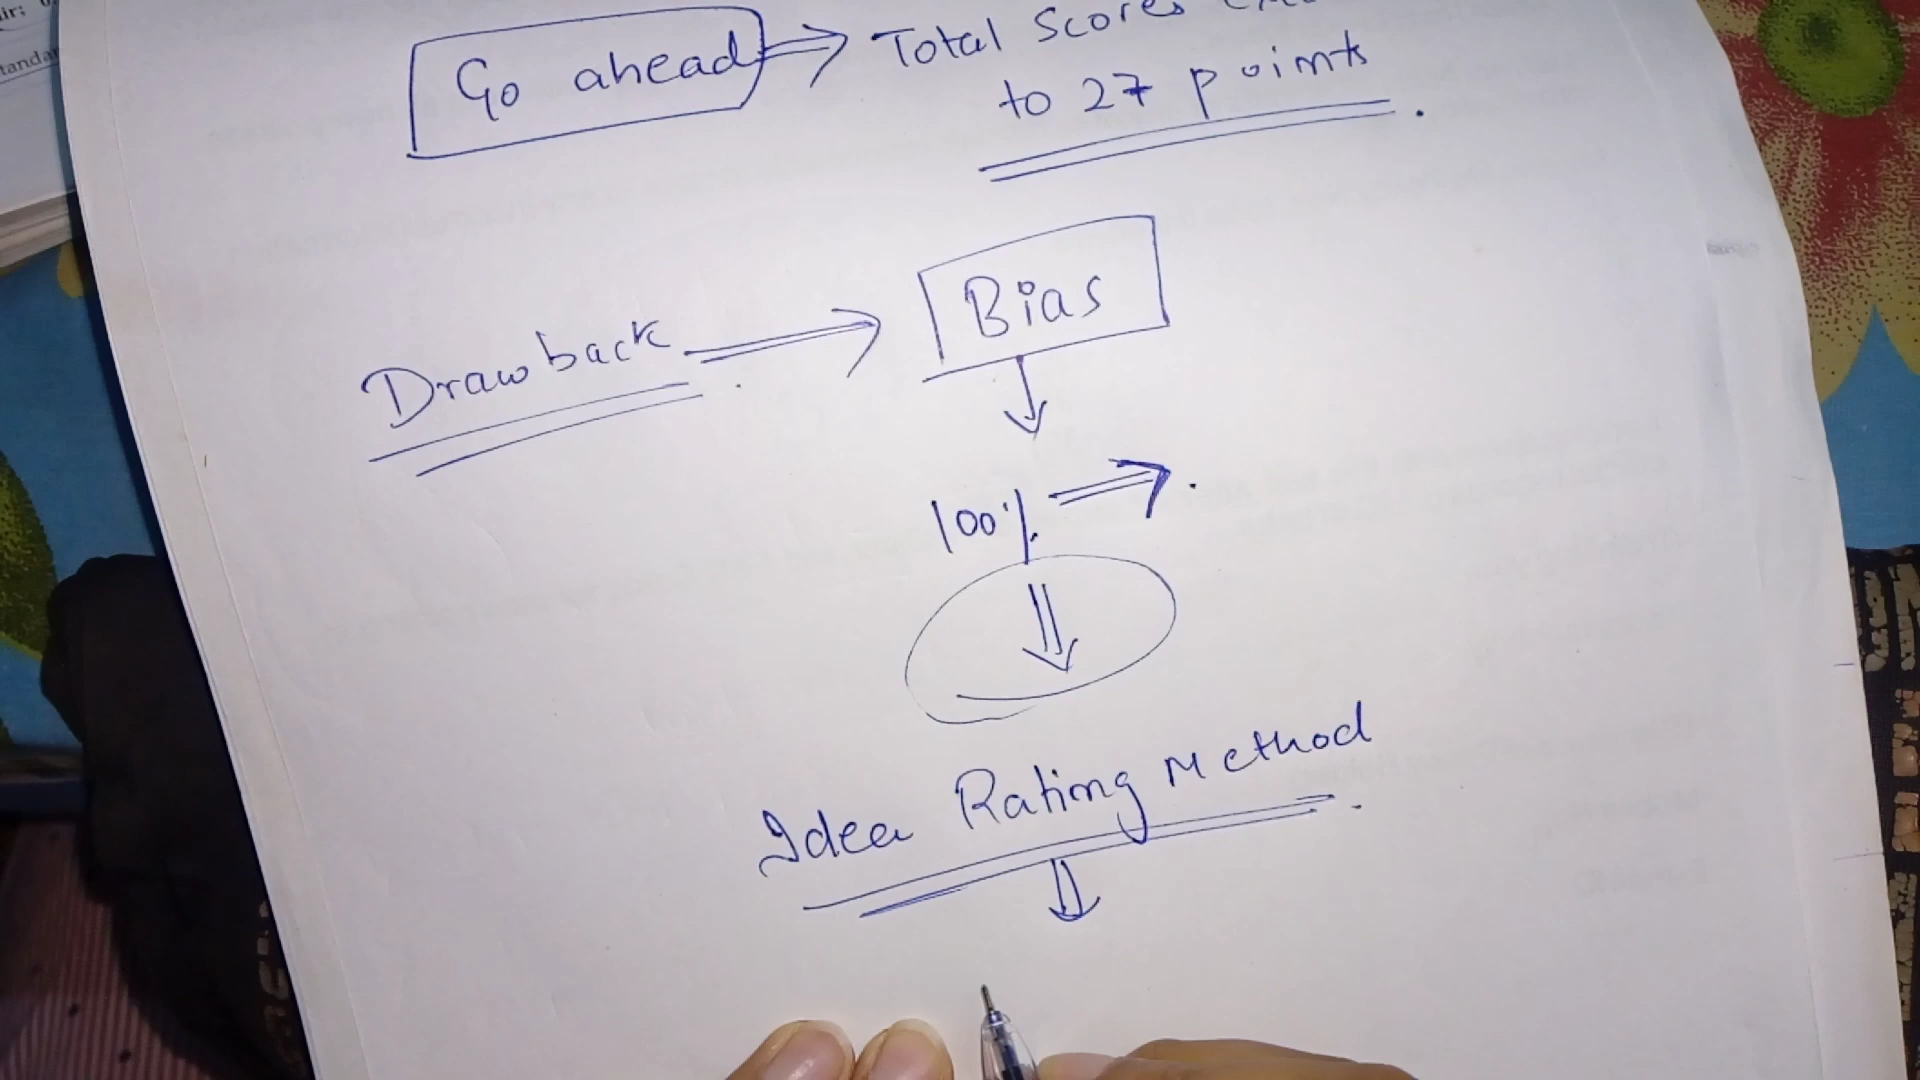 Go ahead => Total Scores
to 27 points.
Drawback => Bias
100% =>.
Idea Rating Method.